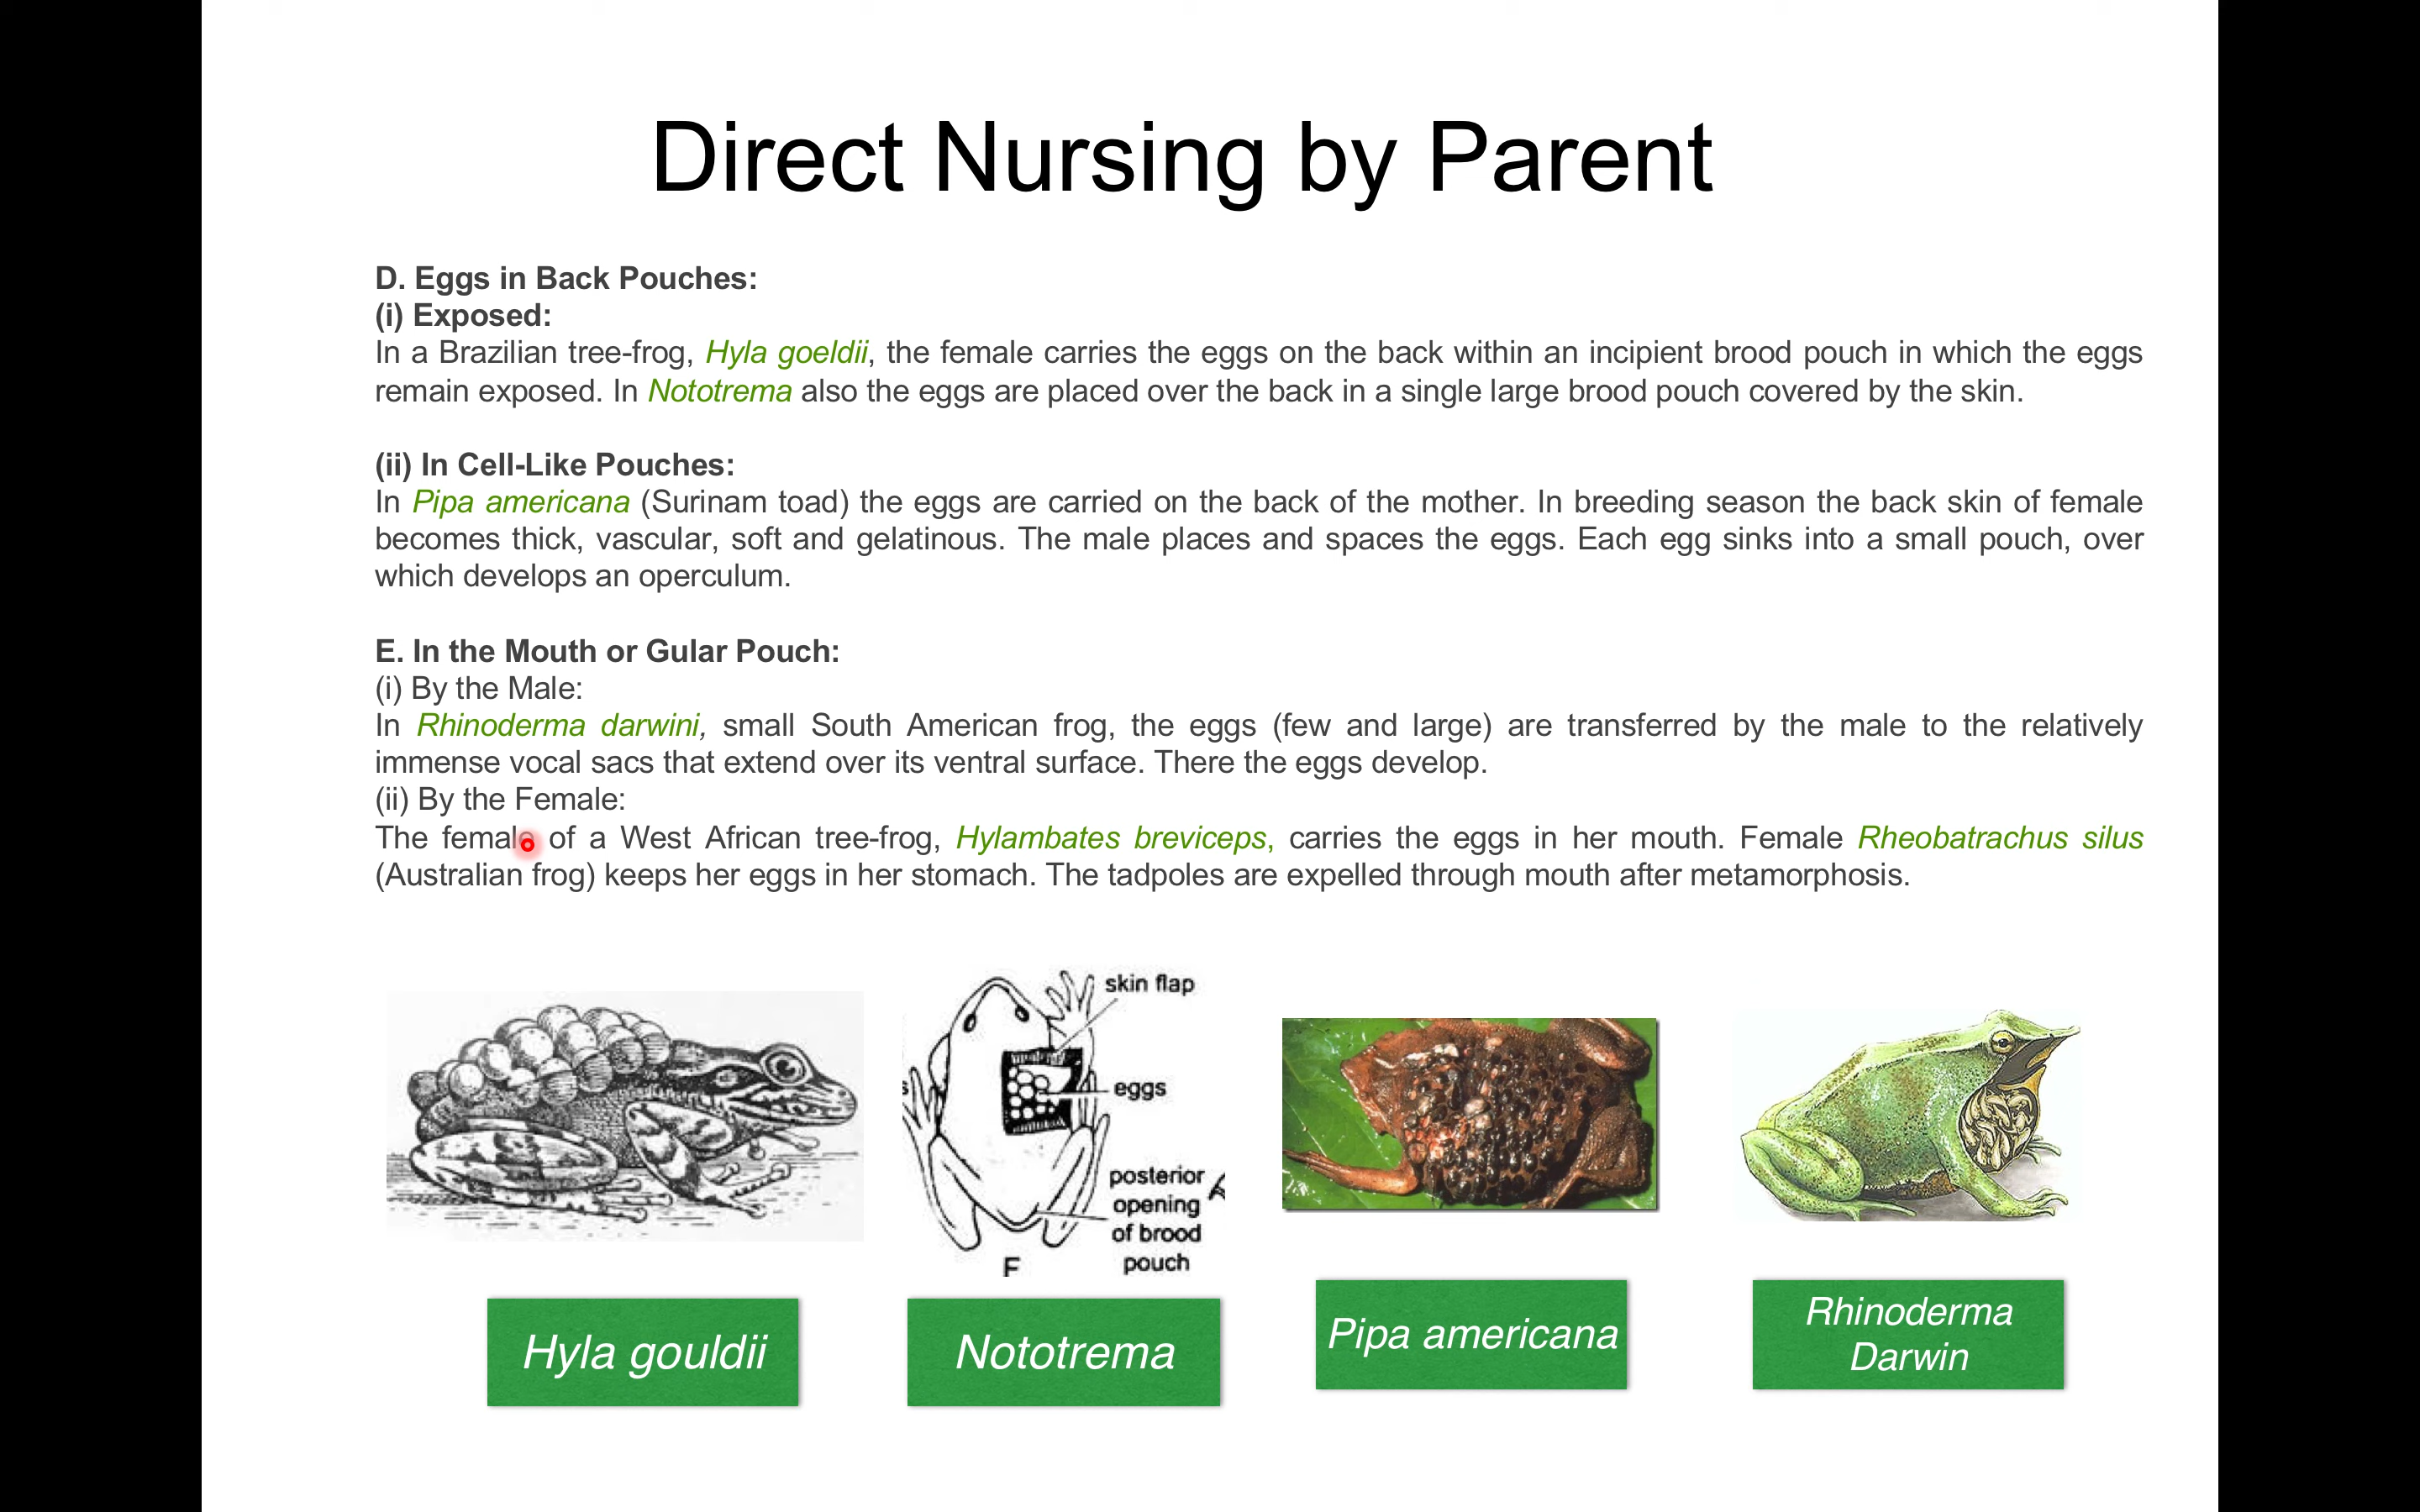 Direct Nursing by Parent
D. Eggs in Back Pouches:
(i) Exposed:
In a Brazilian tree-frog, Hyla goeldii, the female carries the eggs on the back within an incipient brood pouch in which the eggs
remain exposed. In Nototrema also the eggs are placed over the back in a single large brood pouch covered by the skin.
(ii) In Cell-Like Pouches:
In Pipa americana (Surinam toad) the eggs are carried on the back of the mother. In breeding season the back skin of female
becomes thick, vascular, soft and gelatinous. The male places and spaces the eggs. Each egg sinks into a small pouch, over
which develops an operculum.
E. In the Mouth or Gular Pouch:
(i) By the Male:
In Rhinoderma darwini, small South American frog, the eggs (few and large) are transferred by the male to the relatively
immense vocal sacs that extend over its ventral surface. There the eggs develop.
(ii) By the Female:
The female of a West African tree-frog, Hylambates breviceps, carries the eggs in her mouth. Female Rheobatrachus silus
(Australian frog) keeps her eggs in her stomach. The tadpoles are expelled through mouth after metamorphosis.
skin flap
eggs
posterior
opening
of brood
pouch
Hyla gouldii
Nototrema
Pipa americana
Rhinoderma
Darwin